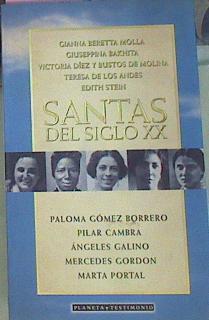 GIANNA BERETTA MOLLA
GIUSEPPINA BAKHITA
VICTORIA DÍEZ Y BUSTOS DE MOLINA
TERESA DE LOS ANDES
EDITH STEIN
SANTAS
DEL SIGLO XX
PALOMA GÓMEZ BORRERO
PILAR CAMBRA
ÁNGELES GALINO
MERCEDES GORDON
MARTA PORTAL
PLANETA TESTIMONIO